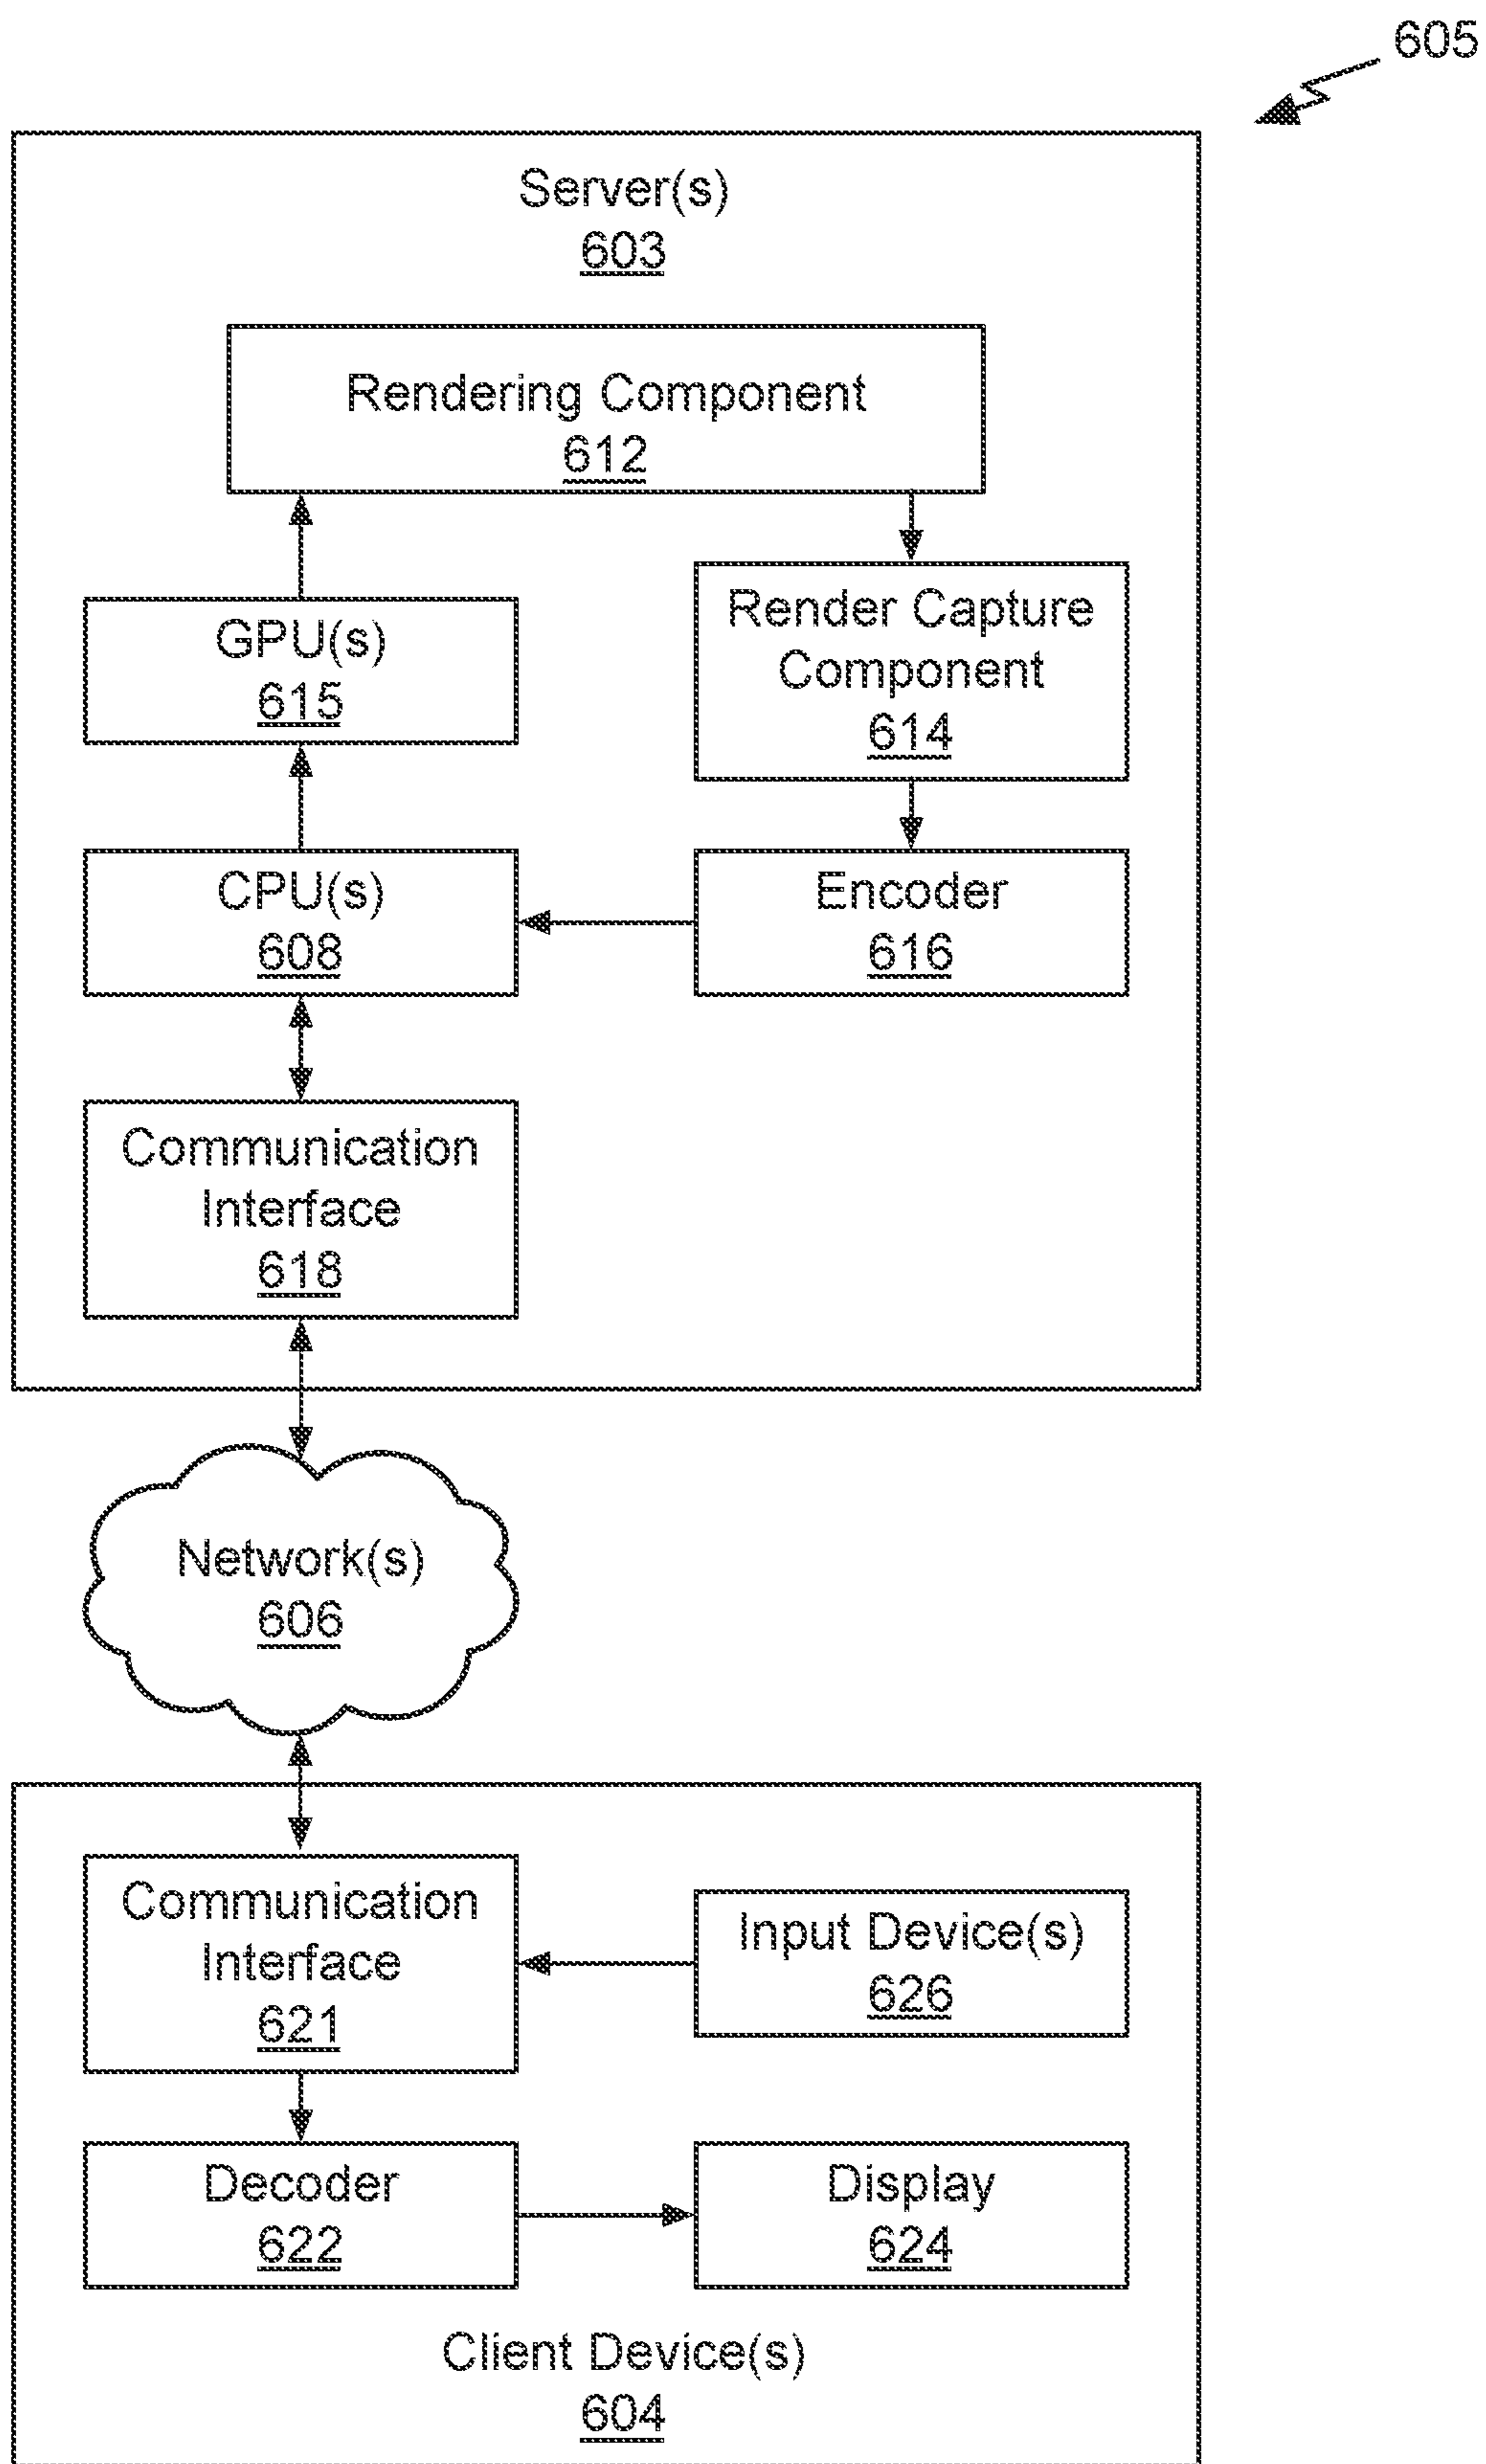 605
Server(s)
603
Rendering Component
612
GPU(s)
615
Render Capture
Component
614
CPU(s)
608
Encoder
616
Communication
Interface
618
Network(s)
606
Communication
Interface
621
Input Device(s)
626
Decoder
622
Display
624
Client Device(s)
604